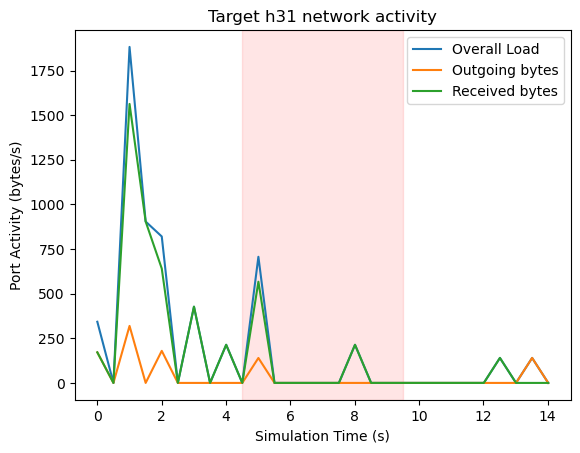 Target h31 network activity
Overall Load
Outgoing bytes
Received bytes
Port Activity (bytes/s)
1750
1500
1250
1000
750
500
250
0
0 2 4 6 8 10 12 14
Simulation Time (s)